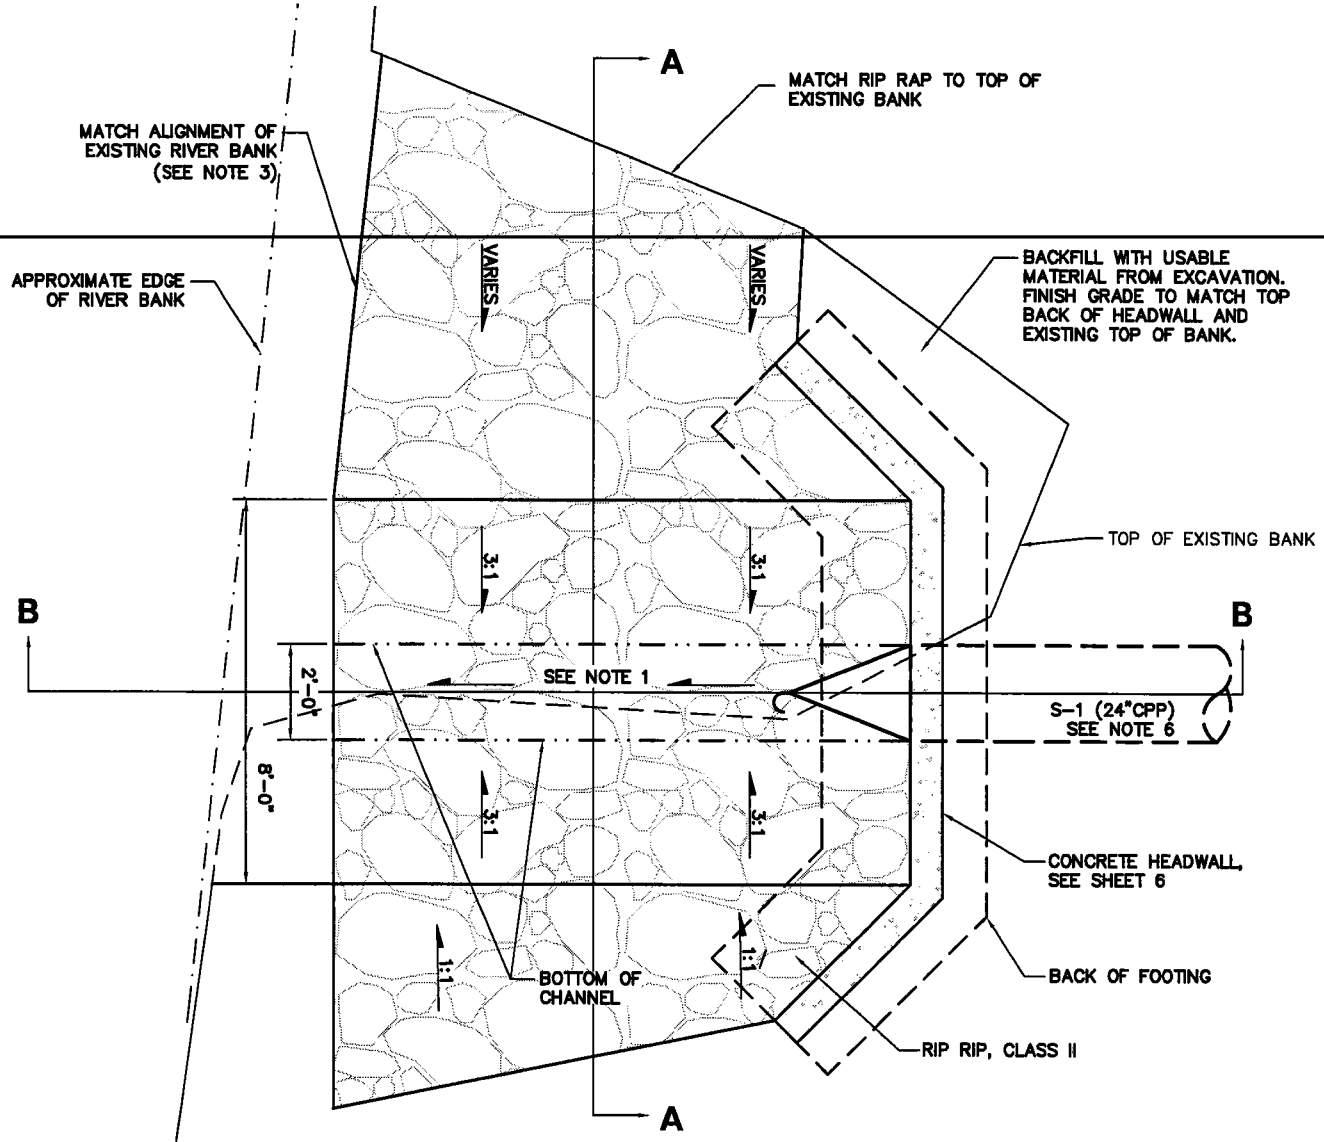 A
MATCH RIP RAP TO TOP OF
EXISTING BANK
MATCH ALIGNMENT OF
EXISTING RIVER BANK
(SEE NOTE 3)
APPROXIMATE EDGE
OF RIVER BANK
VARIES
VARIES
BACKFILL WITH USABLE
MATERIAL FROM EXCAVATION.
FINISH GRADE TO MATCH TOP
BACK OF HEADWALL AND
EXISTING TOP OF BANK.
3:1
3:1
TOP OF EXISTING BANK
B
B
2'-0"
SEE NOTE 1
S-1 (24"CPP)
SEE NOTE 6
8'-0"
3:1
3:1
CONCRETE HEADWALL,
SEE SHEET 6
1:1
1:1
BOTTOM OF
CHANNEL
BACK OF FOOTING
RIP RIP, CLASS II
A